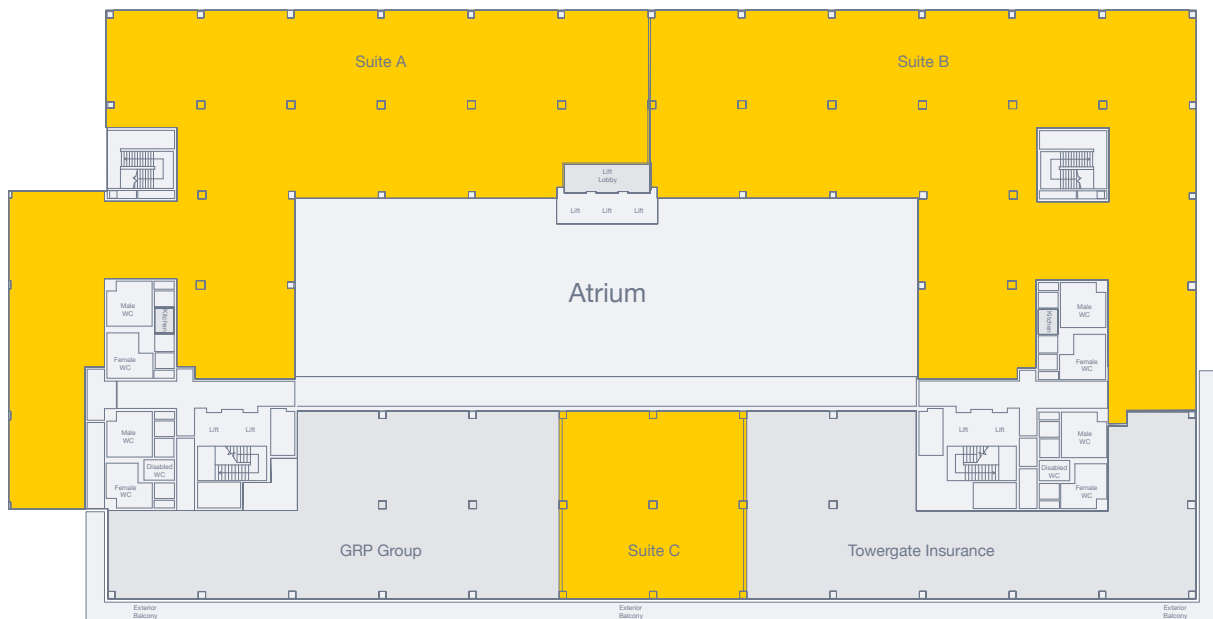 Suite A
Suite B
Lift
Lobby
Lift
Lift
Lift
Atrium
Male
WC
Kitchen
Female
WC
Male
WC
Kitchen
Female
WC
Lift
Lift
Male
WC
Disabled
WC
Female
WC
Lift
Lift
Male
WC
Disabled
WC
Female
WC
GRP Group
Suite C
Towergate Insurance
Exterior
Balcony
Exterior
Balcony
Exterior
Balcony